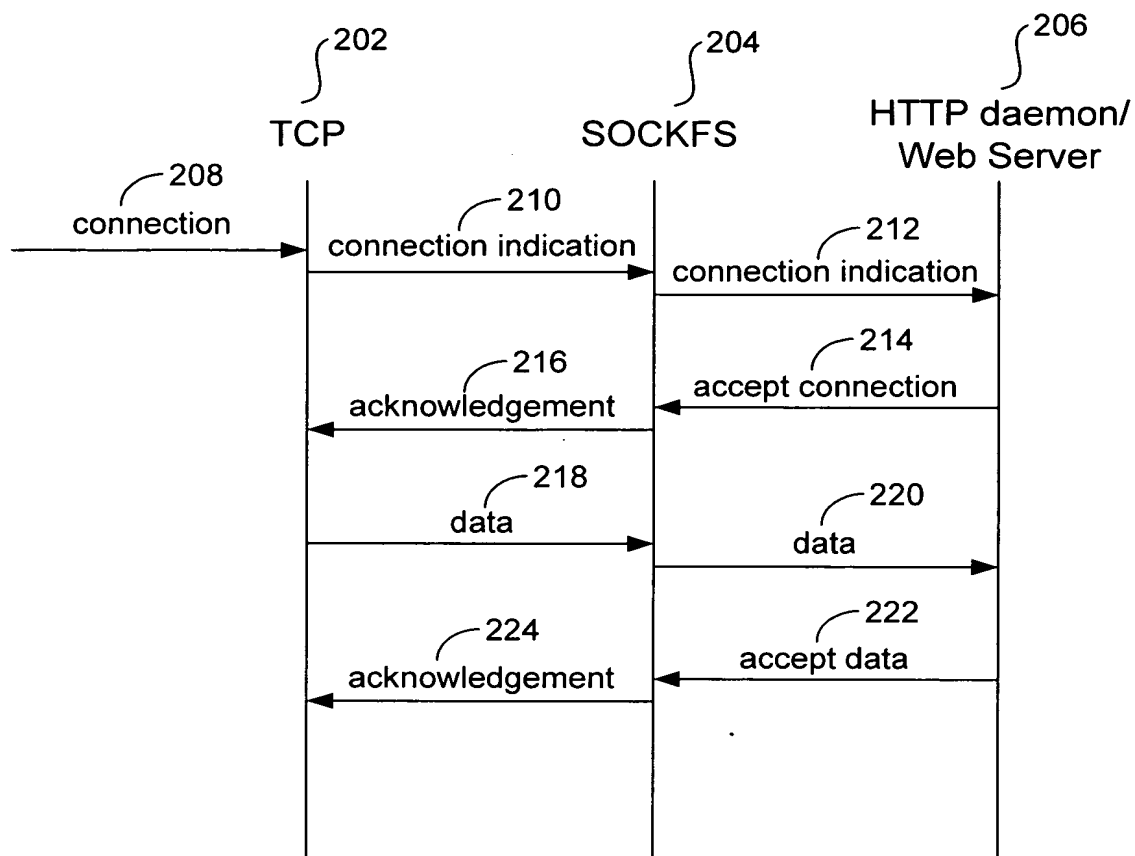 202
204
206
TCP
SOCKFS
HTTP daemon/
Web Server
208
connection
210
connection indication
212
connection indication
214
accept connection
216
acknowledgement
218
data
220
data
222
accept data
224
acknowledgement